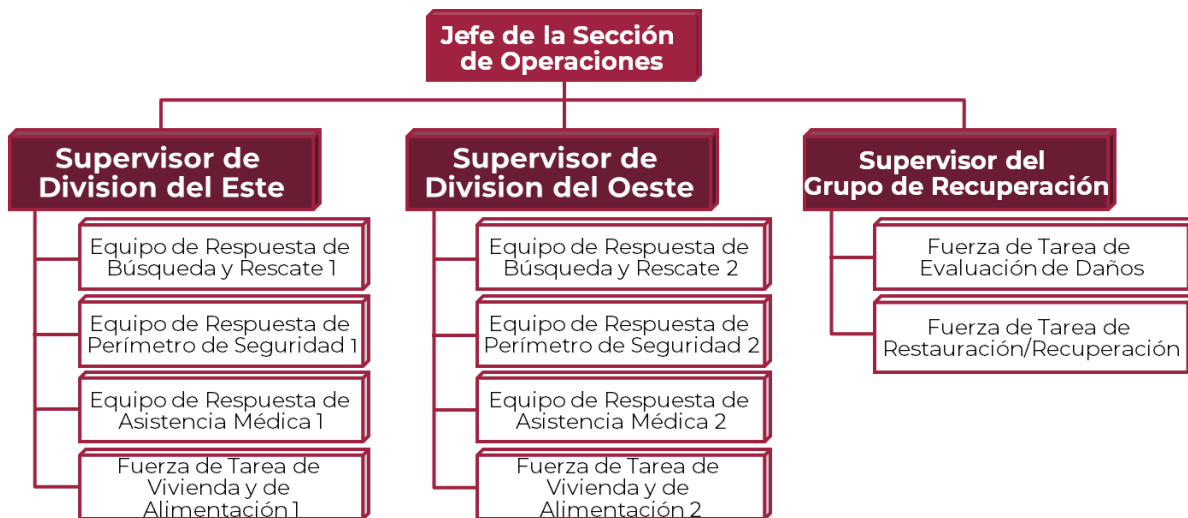 Jefe de la Sección
de Operaciones
Supervisor de
Division del Este
Equipo de Respuesta de
Búsqueda y Rescate 1
Equipo de Respuesta de
Perímetro de Seguridad 1
Equipo de Respuesta de
Asistencia Médica 1
Fuerza de Tarea de
Vivienda y de
Alimentación 1
Supervisor de
Division del Oeste
Equipo de Respuesta de
Búsqueda y Rescate 2
Equipo de Respuesta de
Perímetro de Seguridad 2
Equipo de Respuesta de
Asistencia Médica 2
Fuerza de Tarea de
Vivienda y de
Alimentación 2
Supervisor del
Grupo de Recuperación
Fuerza de Tarea de
Evaluación de Daños
Fuerza de Tarea de
Restauración/Recuperación